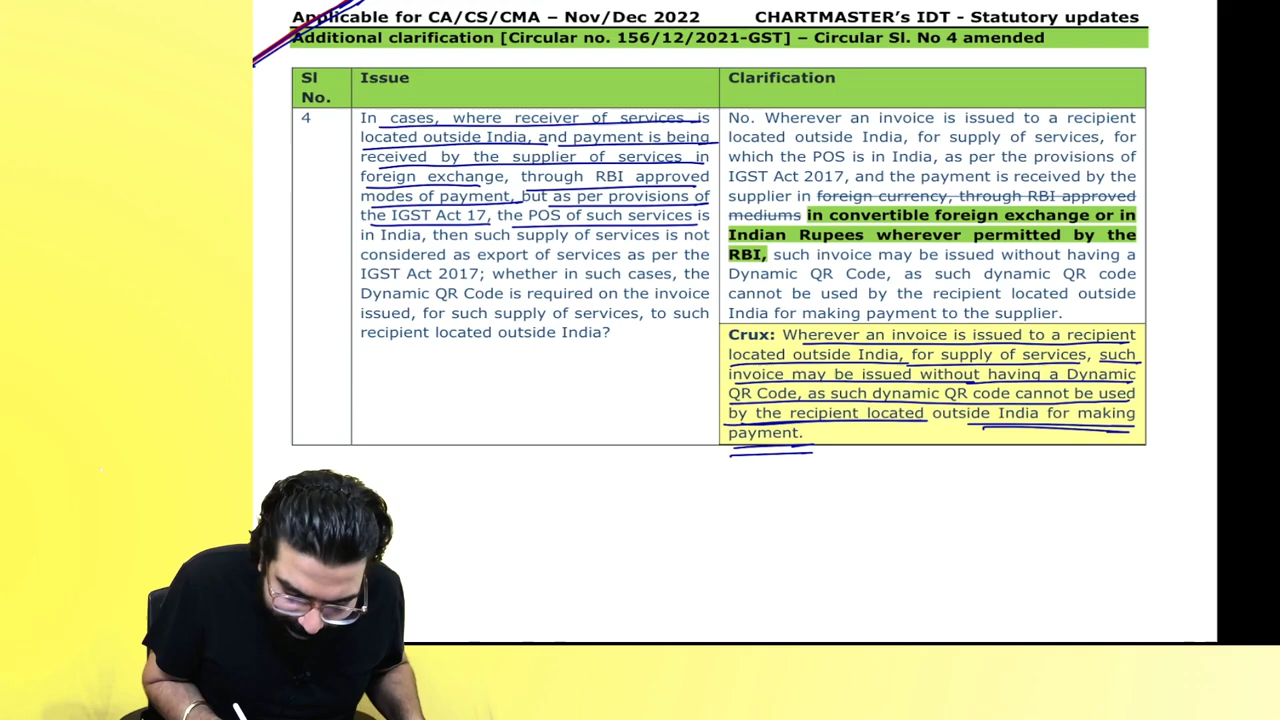 Applicable for CA/CS/CMA – Nov/Dec 2022 CHARTMASTER's IDT - Statutory updates
Additional clarification [Circular no. 156/12/2021-GST] – Circular Sl. No 4 amended
Sl No.
Issue
Clarification
4
In cases, where receiver of services is
located outside India, and payment is being
received by the supplier of services in
foreign exchange, through RBI approved
modes of payment, but as per provisions of
the IGST Act 17, the POS of such services is
in India, then such supply of services is not
considered as export of services as per the
IGST Act 2017; whether in such cases, the
Dynamic QR Code is required on the invoice
issued, for such supply of services, to such
recipient located outside India?
No. Wherever an invoice is issued to a recipient
located outside India, for supply of services, for
which the POS is in India, as per the provisions of
IGST Act 2017, and the payment is received by the
supplier in foreign currency, through RBI approved
mediums in convertible foreign exchange or in
Indian Rupees wherever permitted by the
RBI, such invoice may be issued without having a
Dynamic QR Code, as such dynamic QR code
cannot be used by the recipient located outside
India for making payment to the supplier.
Crux: Wherever an invoice is issued to a recipient
located outside India, for supply of services, such
invoice may be issued without having a Dynamic
QR Code, as such dynamic QR code cannot be used
by the recipient located outside India for making
payment.